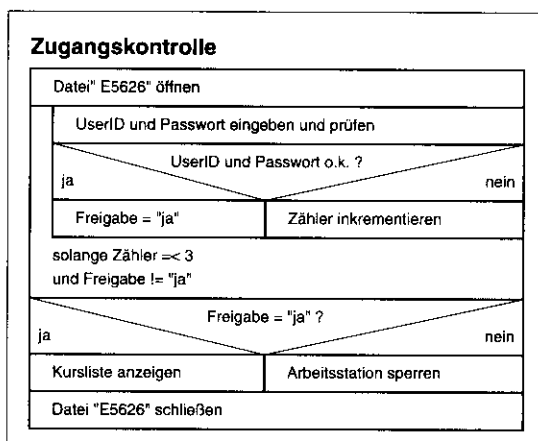 Zugangskontrolle
Datei" E5626" öffnen
UserID und Passwort eingeben und prüfen
UserID und Passwort o.k. ?
ja nein
Freigabe = "ja" Zähler inkrementieren
solange Zähler =< 3
und Freigabe != "ja"
Freigabe = "ja" ?
ja nein
Kursliste anzeigen Arbeitsstation sperren
Datei "E5626" schließen